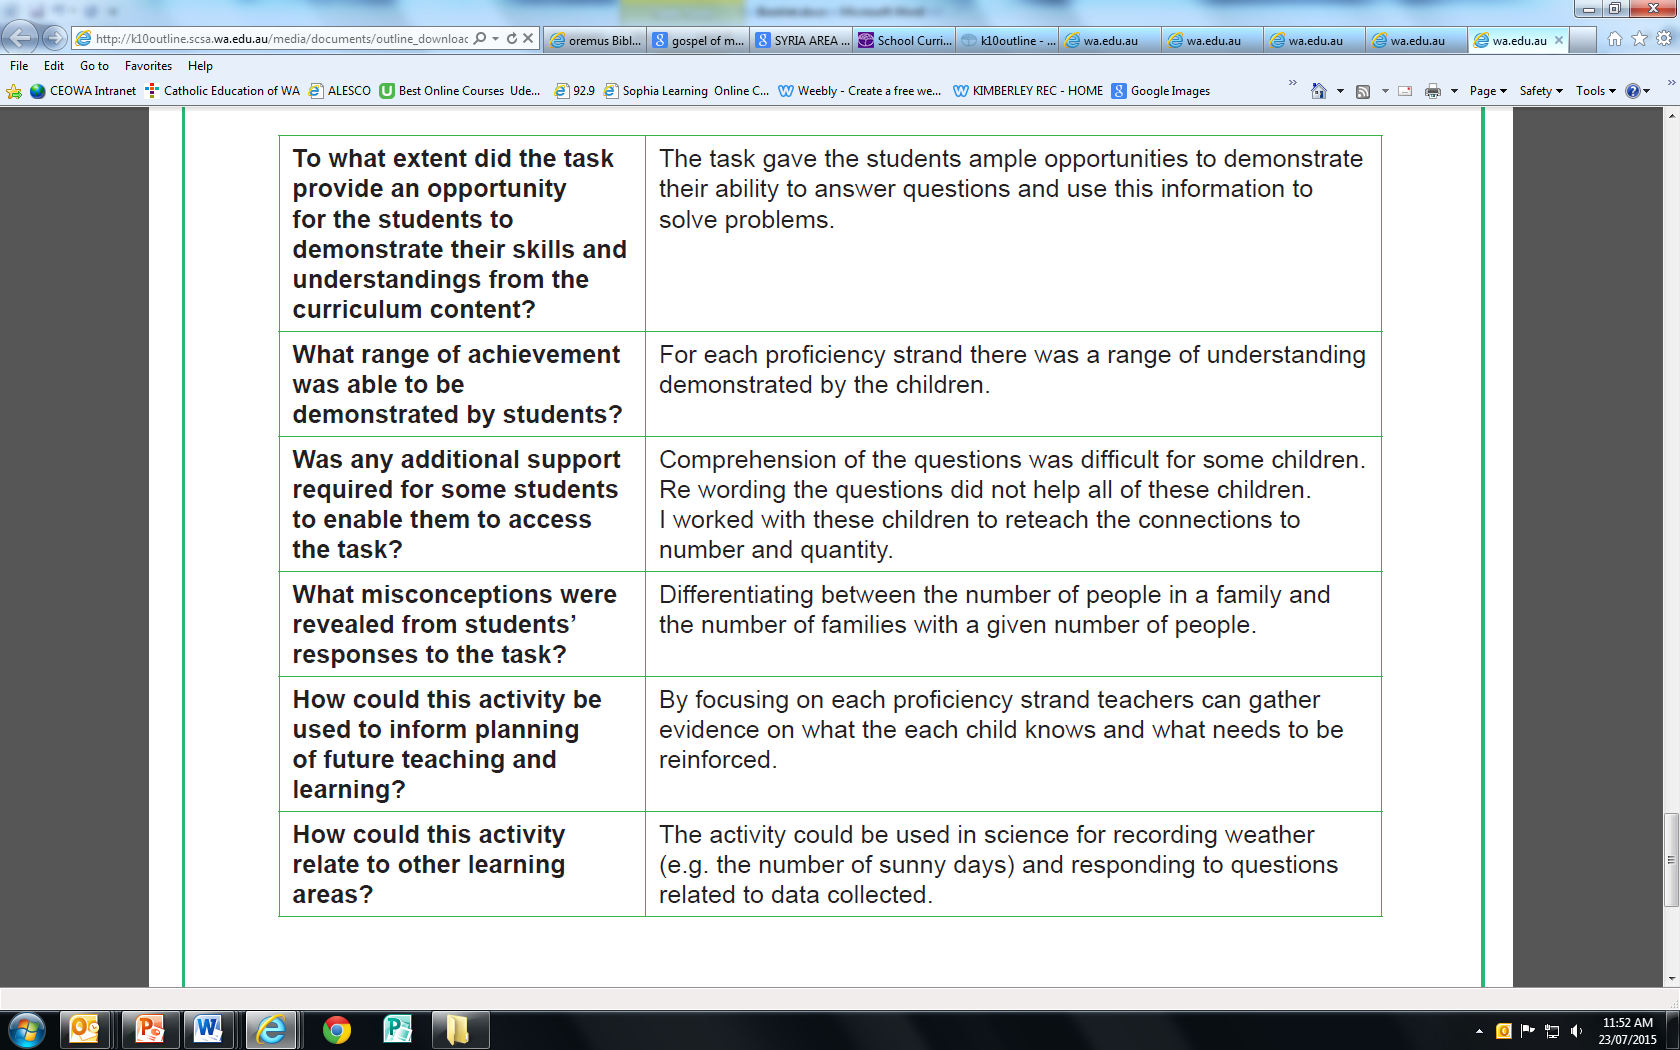 http://k10outline.scsa.wa.edu.au/media/documents/outline_downloac
oremus Bibl...
gospel of m...
SYRIA AREA ...
School Curri...
k10outline - ...
wa.edu.au
wa.edu.au
wa.edu.au
wa.edu.au
wa.edu.au
File Edit Go to Favorites Help
CEOWA Intranet
Catholic Education of WA
ALESCO
Best Online Courses Ude...
92.9
Sophia Learning Online C...
Weebly - Create a free we...
KIMBERLEY REC - HOME
Google Images
Page
Safety
Tools
To what extent did the task
provide an opportunity
for the students to
demonstrate their skills and
understandings from the
curriculum content?
The task gave the students ample opportunities to demonstrate
their ability to answer questions and use this information to
solve problems.
What range of achievement
was able to be
demonstrated by students?
For each proficiency strand there was a range of understanding
demonstrated by the children.
Was any additional support
required for some students
to enable them to access
the task?
Comprehension of the questions was difficult for some children.
Re wording the questions did not help all of these children.
I worked with these children to reteach the connections to
number and quantity.
What misconceptions were
revealed from students’
responses to the task?
Differentiating between the number of people in a family and
the number of families with a given number of people.
How could this activity be
used to inform planning
of future teaching and
learning?
By focusing on each proficiency strand teachers can gather
evidence on what the each child knows and what needs to be
reinforced.
How could this activity
relate to other learning
areas?
The activity could be used in science for recording weather
(e.g. the number of sunny days) and responding to questions
related to data collected.
11:52 AM
23/07/2015